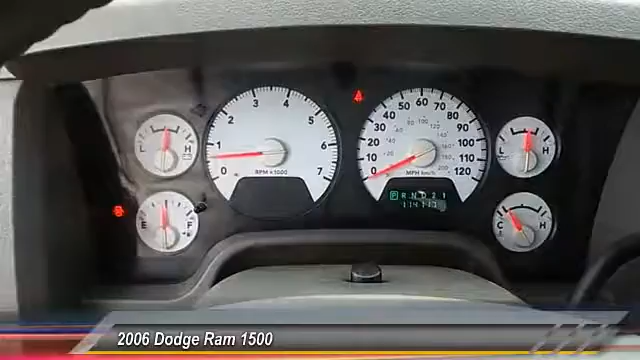 0 1 2 3 4 5 6 7
RPM x 1000
0 10 20 30 40 50 60 70 80 90 100 110 120
MPH km/h
P R N D 2 1
L H
E F
L H
C H
2006 Dodge Ram 1500